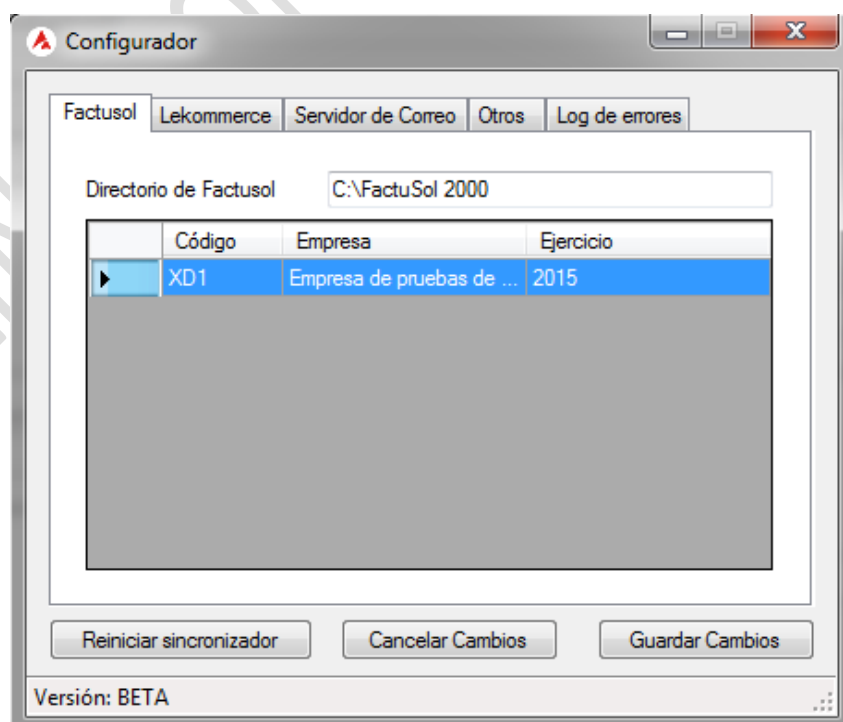 Configurador
Factusol Lekommerce Servidor de Correo Otros Log de errores
Directorio de Factusol C:\FactuSol 2000
Código Empresa Ejercicio
XD1 Empresa de pruebas de ... 2015
Reiniciar sincronizador Cancelar Cambios Guardar Cambios
Versión: BETA